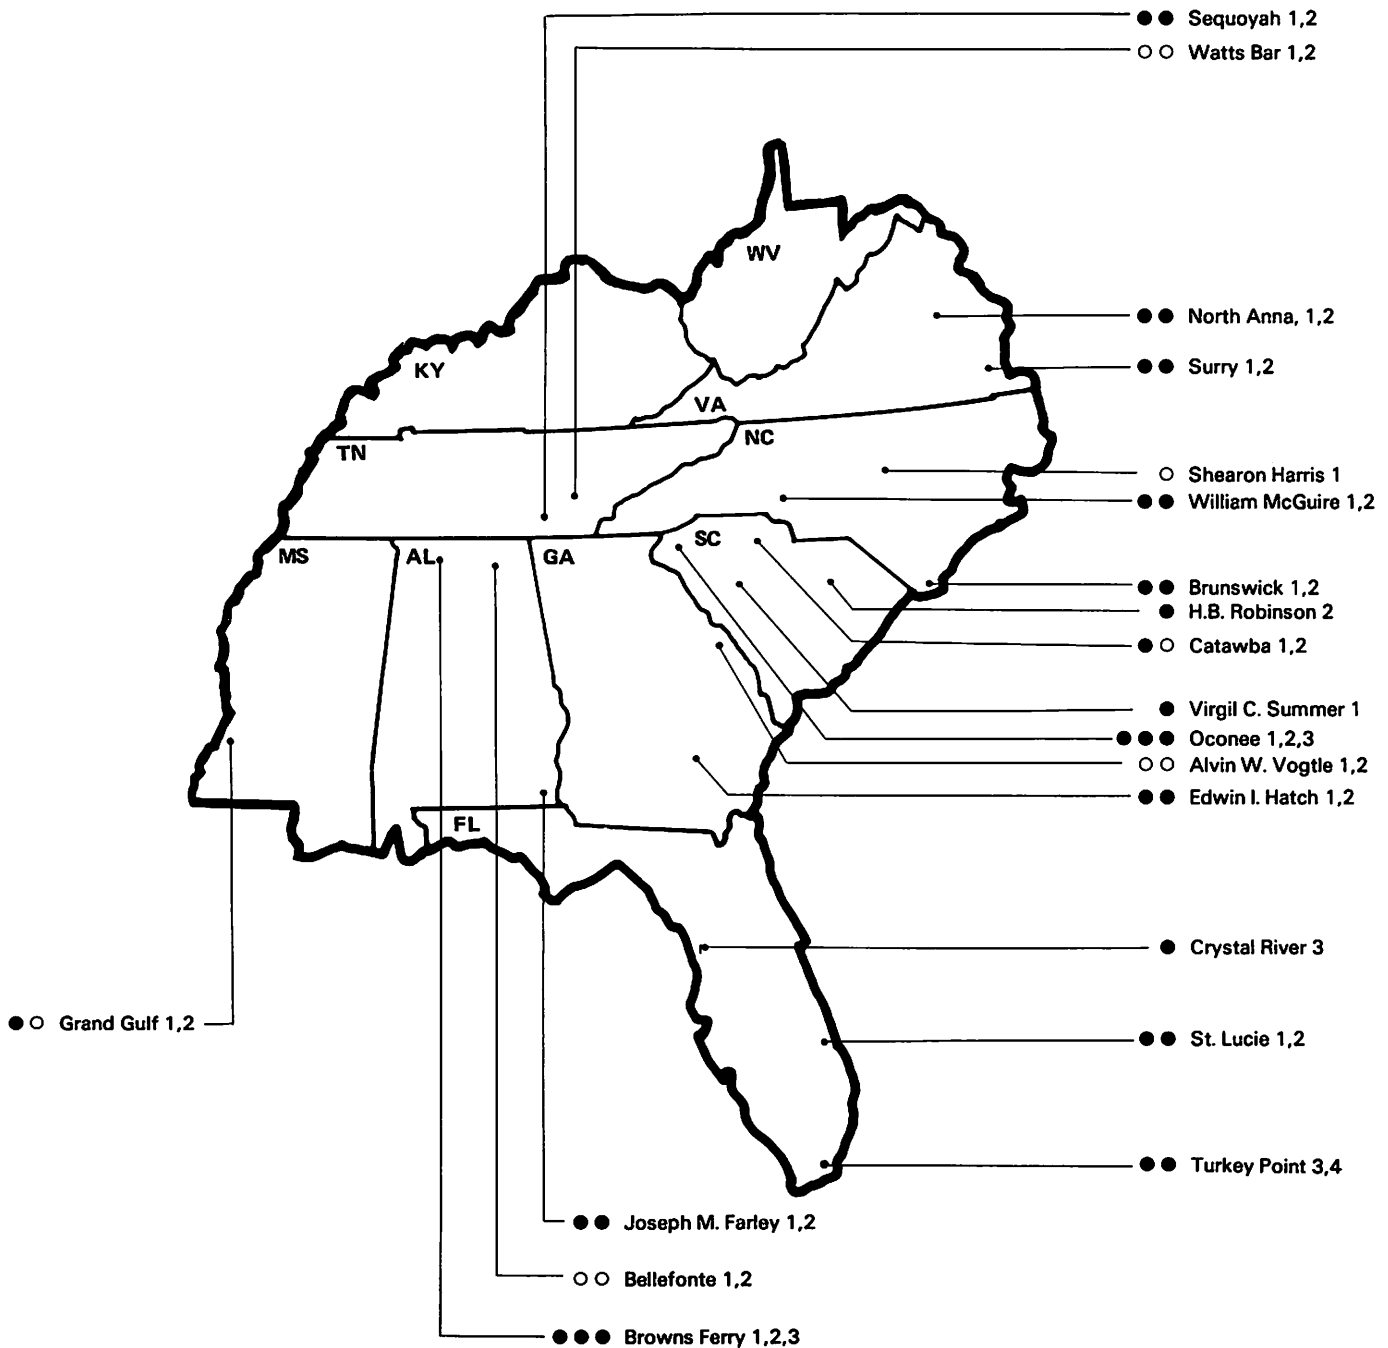 Sequoyah 1,2
Watts Bar 1,2
WV
North Anna, 1,2
KY
Surry 1,2
VA
NC
TN
Shearon Harris 1
William McGuire 1,2
SC
MS
AL
GA
Brunswick 1,2
H.B. Robinson 2
Catawba 1,2
Virgil C. Summer 1
Oconee 1,2,3
Alvin W. Vogtle 1,2
Edwin I. Hatch 1,2
FL
Crystal River 3
Grand Gulf 1,2
St. Lucie 1,2
Turkey Point 3,4
Joseph M. Farley 1,2
Bellefonte 1,2
Browns Ferry 1,2,3